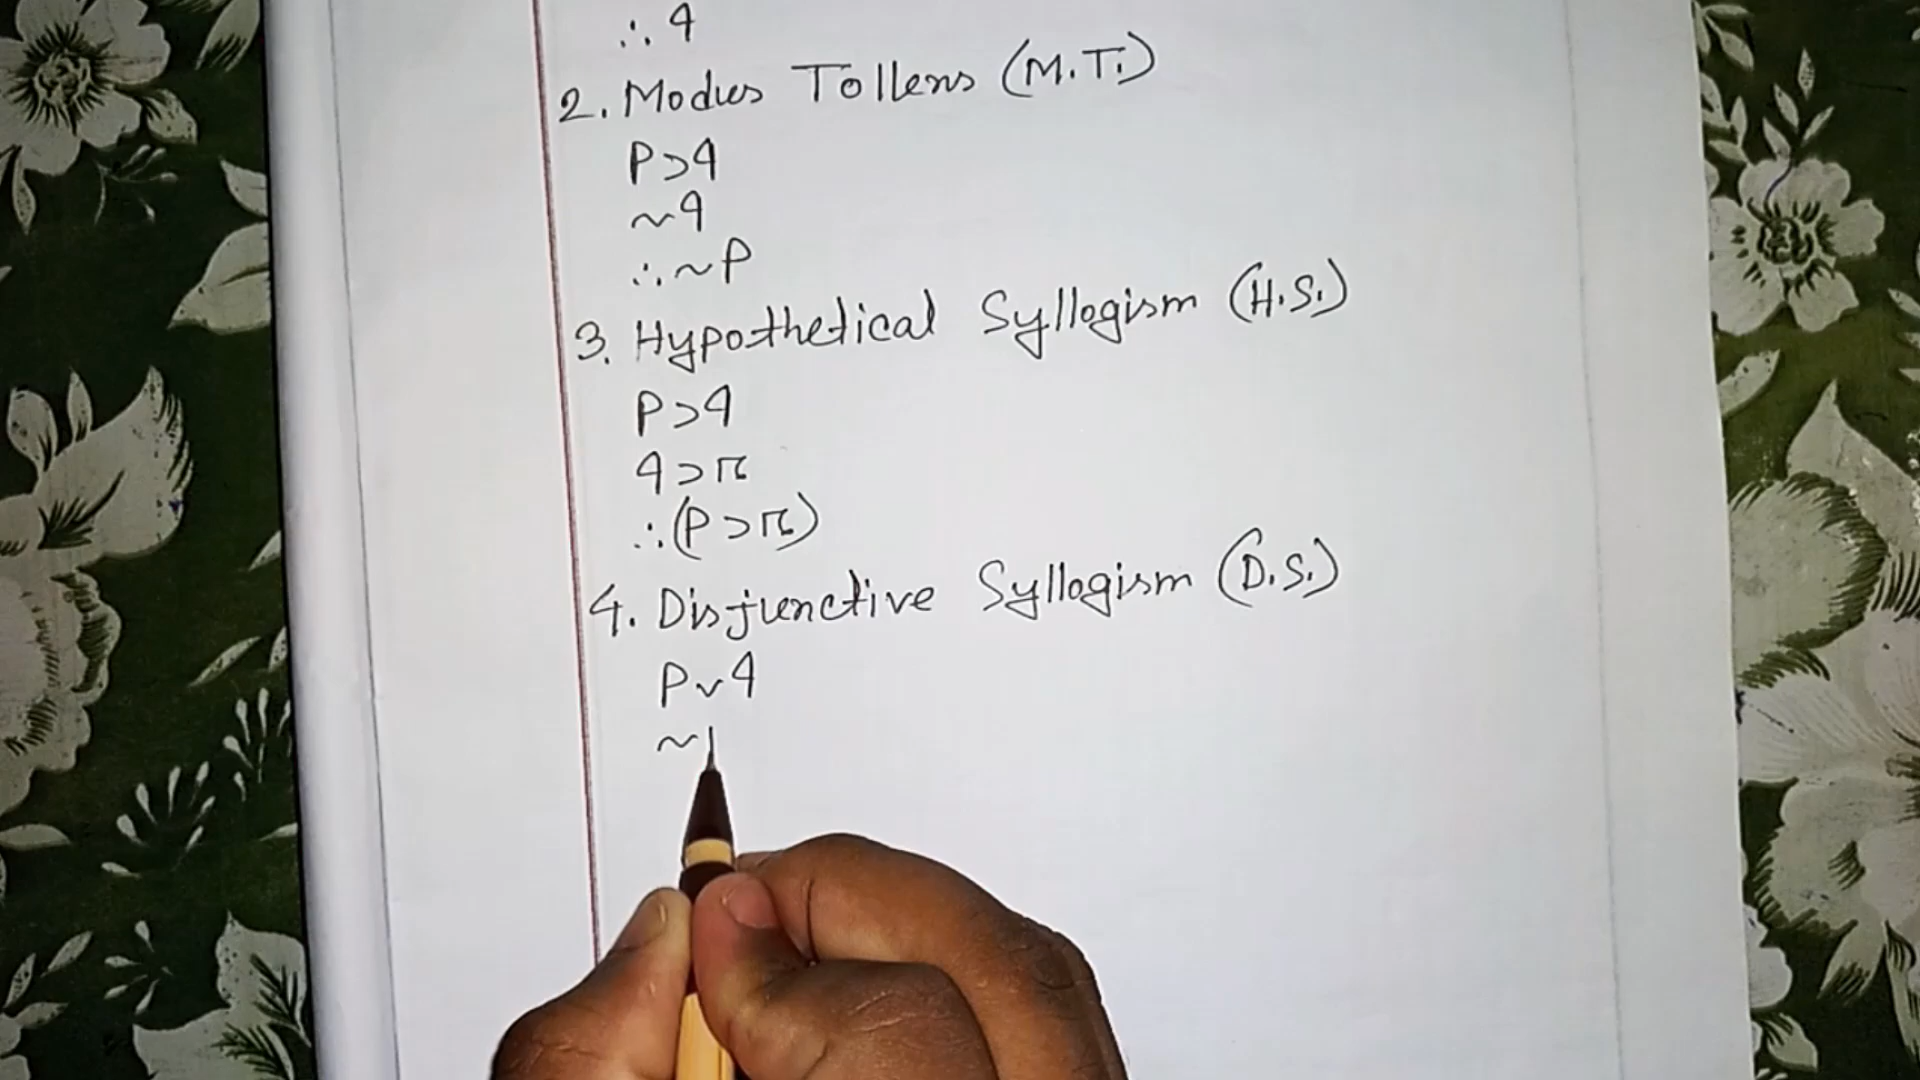 ∴ q
2. Modus Tollens (M.T.)
P⊃q
~q
∴ ~P
3. Hypothetical Syllogism (H.S.)
P⊃q
q⊃r
∴ (P⊃r)
4. Disjunctive Syllogism (D.S.)
P∨q
~